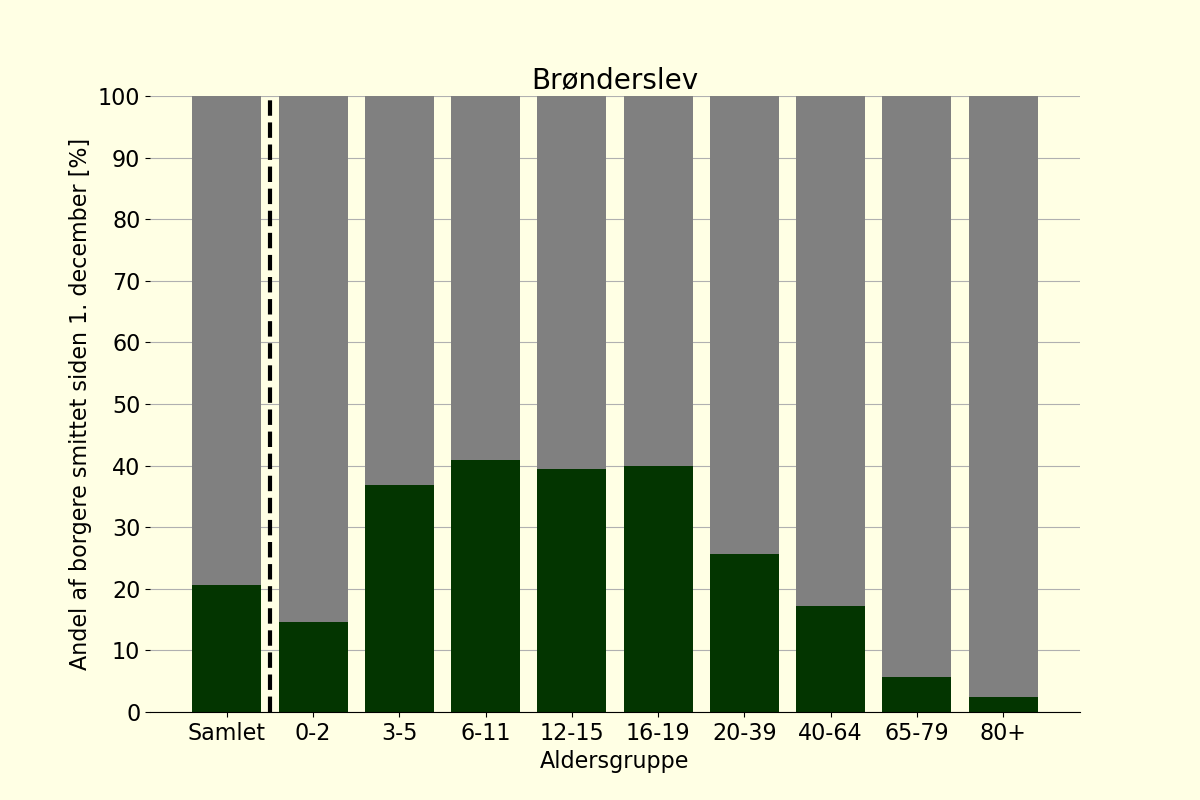 Brønderslev
Andel af borgere smittet siden 1. december [%]
100
90
80
70
60
50
40
30
20
10
0
Samlet 0-2 3-5 6-11 12-15 16-19 20-39 40-64 65-79 80+
Aldersgruppe